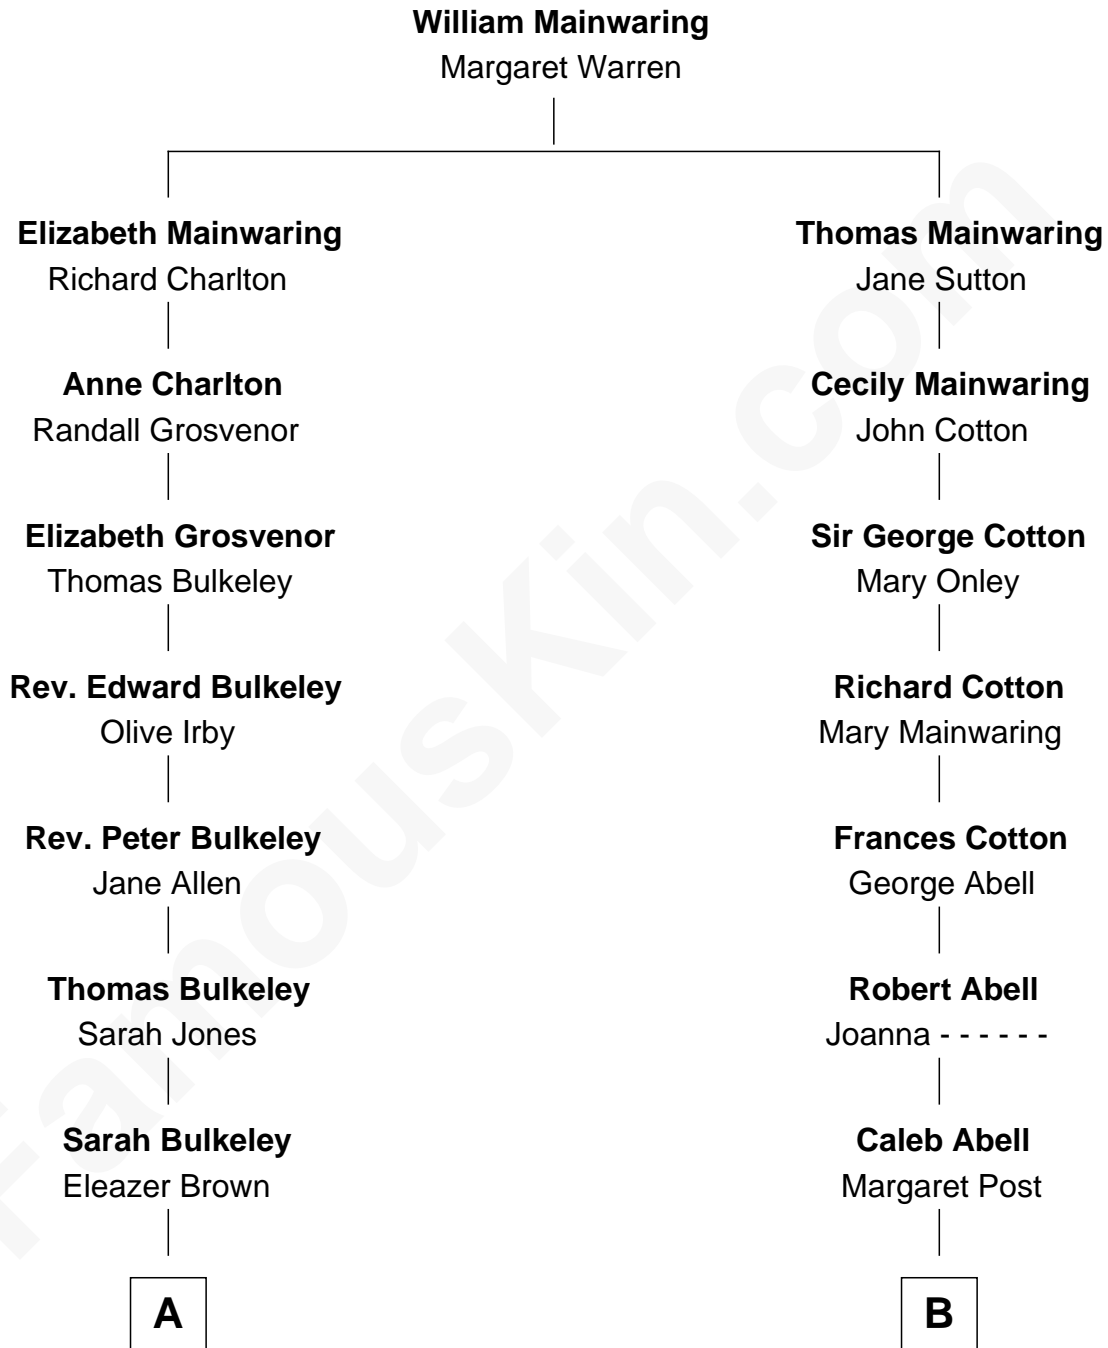 William Mainwaring
Margaret Warren
Elizabeth Mainwaring
Richard Charlton
Anne Charlton
Randall Grosvenor
Elizabeth Grosvenor
Thomas Bulkeley
Rev. Edward Bulkeley
Olive Irby
Rev. Peter Bulkeley
Jane Allen
Thomas Bulkeley
Sarah Jones
Sarah Bulkeley
Eleazer Brown
A
Thomas Mainwaring
Jane Sutton
Cecily Mainwaring
John Cotton
Sir George Cotton
Mary Onley
Richard Cotton
Mary Mainwaring
Frances Cotton
George Abell
Robert Abell
Joanna - - - - - -
Caleb Abell
Margaret Post
B
FamousKin.com